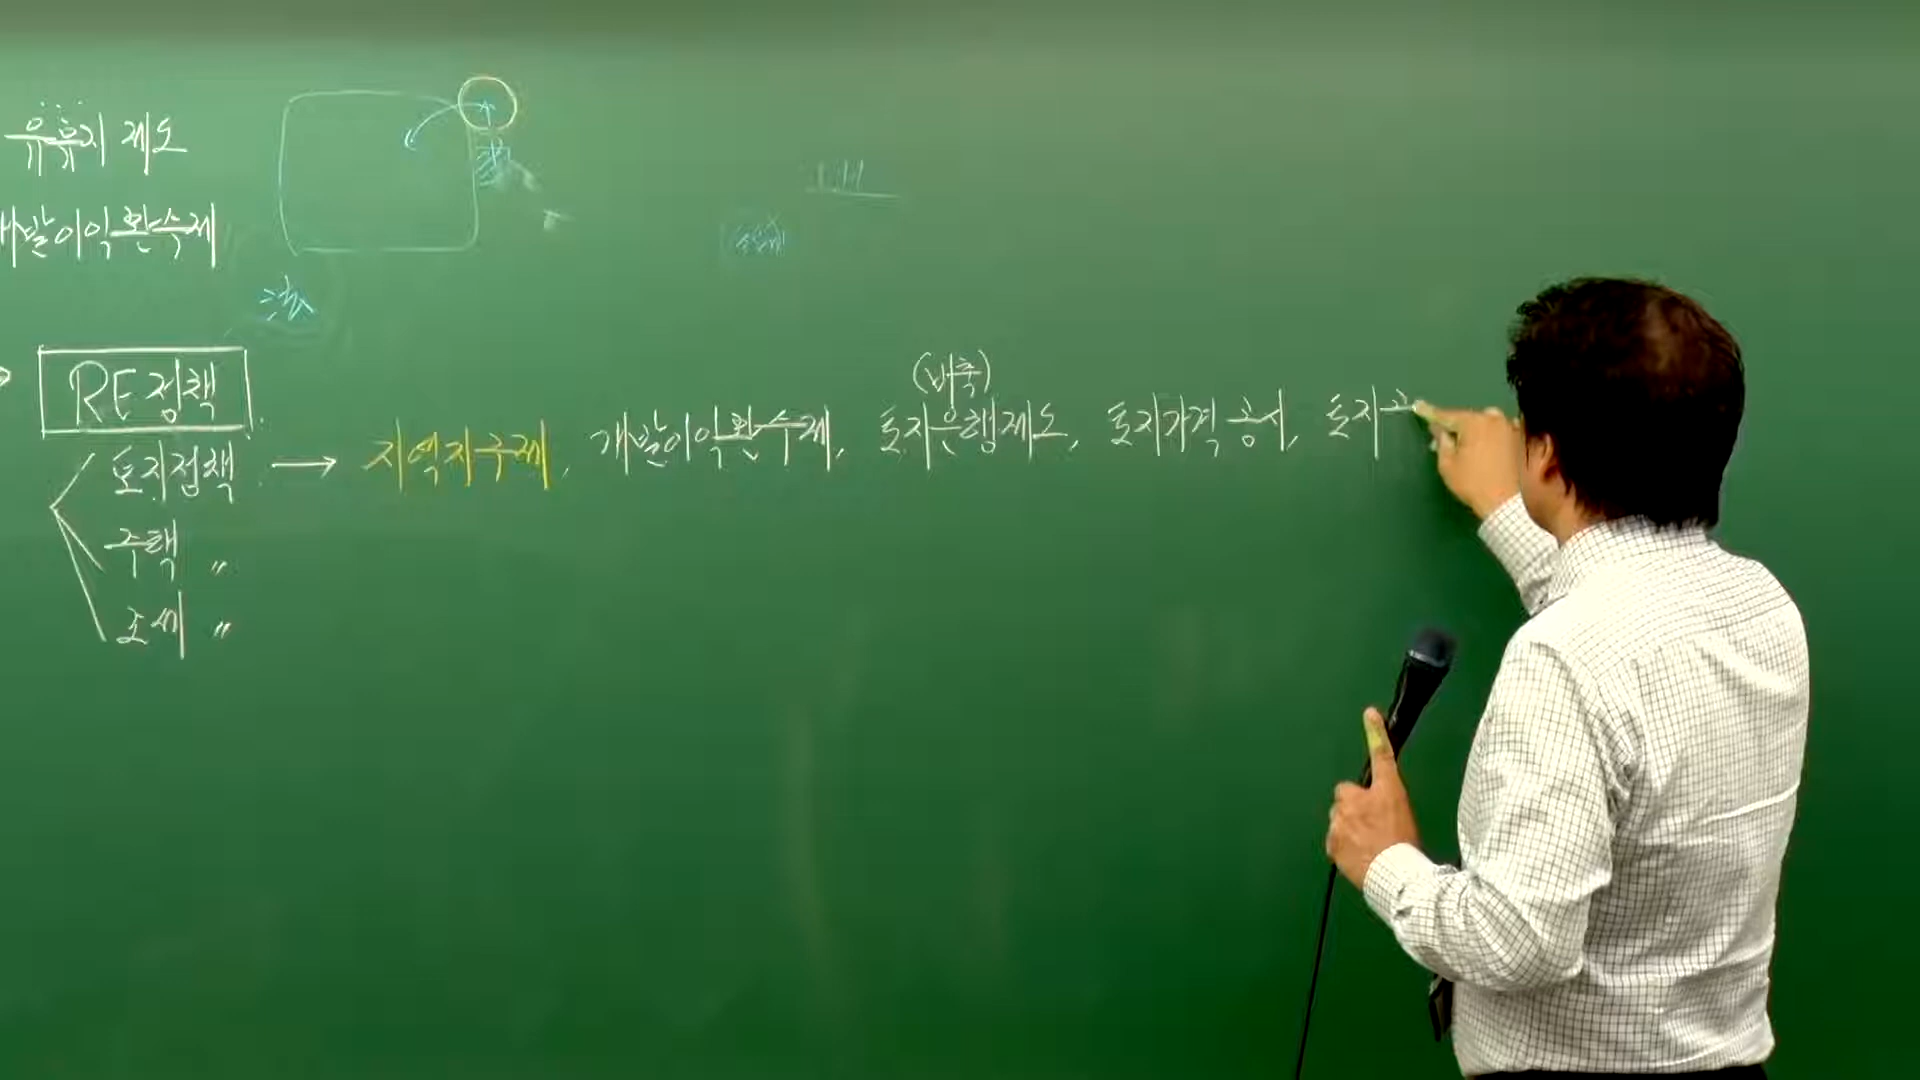 유휴지 제도
개발이익환수제
法
RE정책
토지정책 → 지역지구제, 개발이익환수제, 토지은행제도, 토지가격 공시, 토지
(비축)
주택 〃
조세 〃